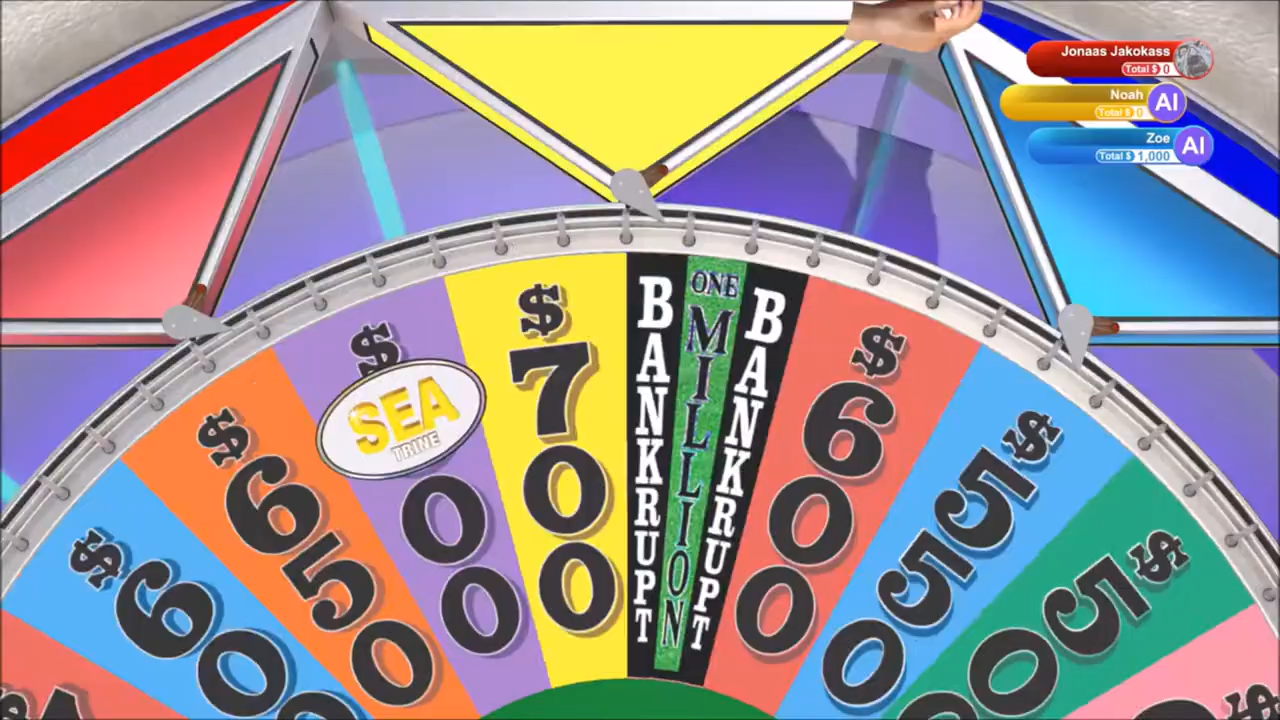 Jonaas Jakokass
Total $ 0
Noah
AI
Total $ 0
Zoe
AI
Total $ 1,000
$600
$650
$
SEA
TRINE
00
$700
BANKRUPT
ONE
MILLION
BANKRUPT
$600
$550
$500
$